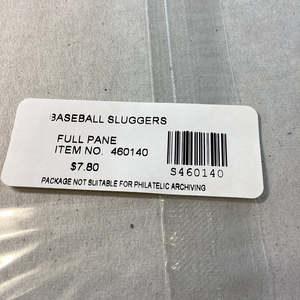 BASEBALL SLUGGERS
FULL PANE
ITEM NO. 460140
$7.80
S460140
PACKAGE NOT SUITABLE FOR PHILATELIC ARCHIVING